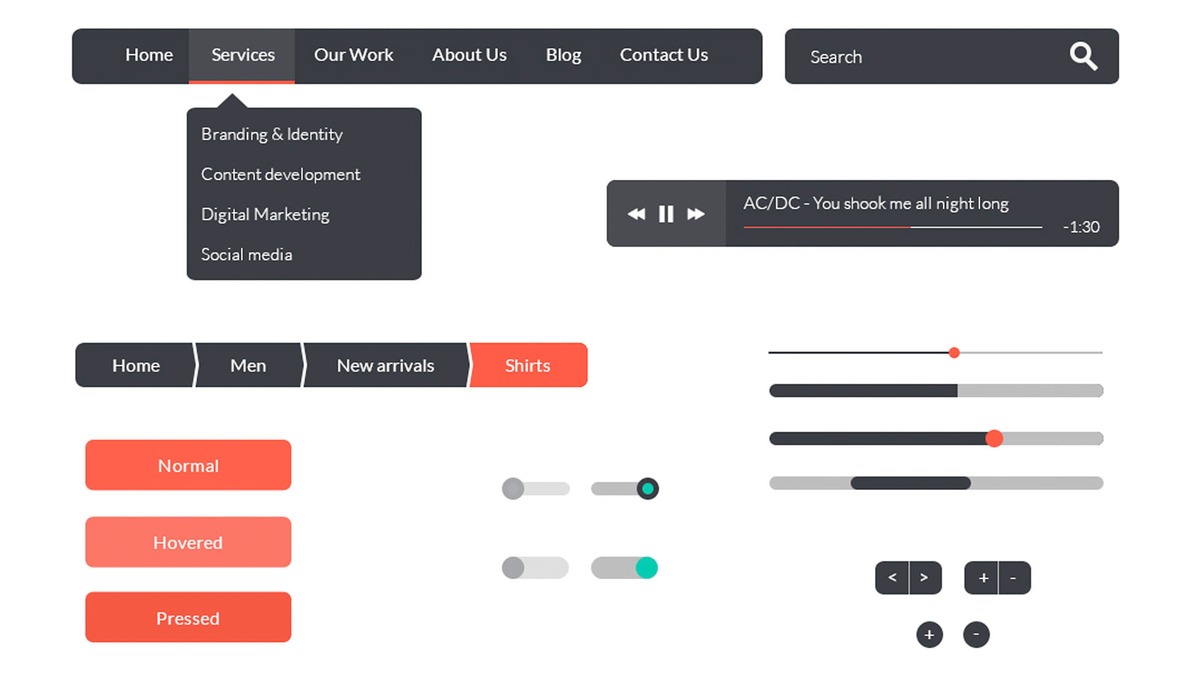 Home Services Our Work About Us Blog Contact Us
Search
Branding & Identity
Content development
Digital Marketing
Social media
AC/DC - You shook me all night long
-1:30
Home Men New arrivals Shirts
Normal
Hovered
Pressed
< > + -
+ -